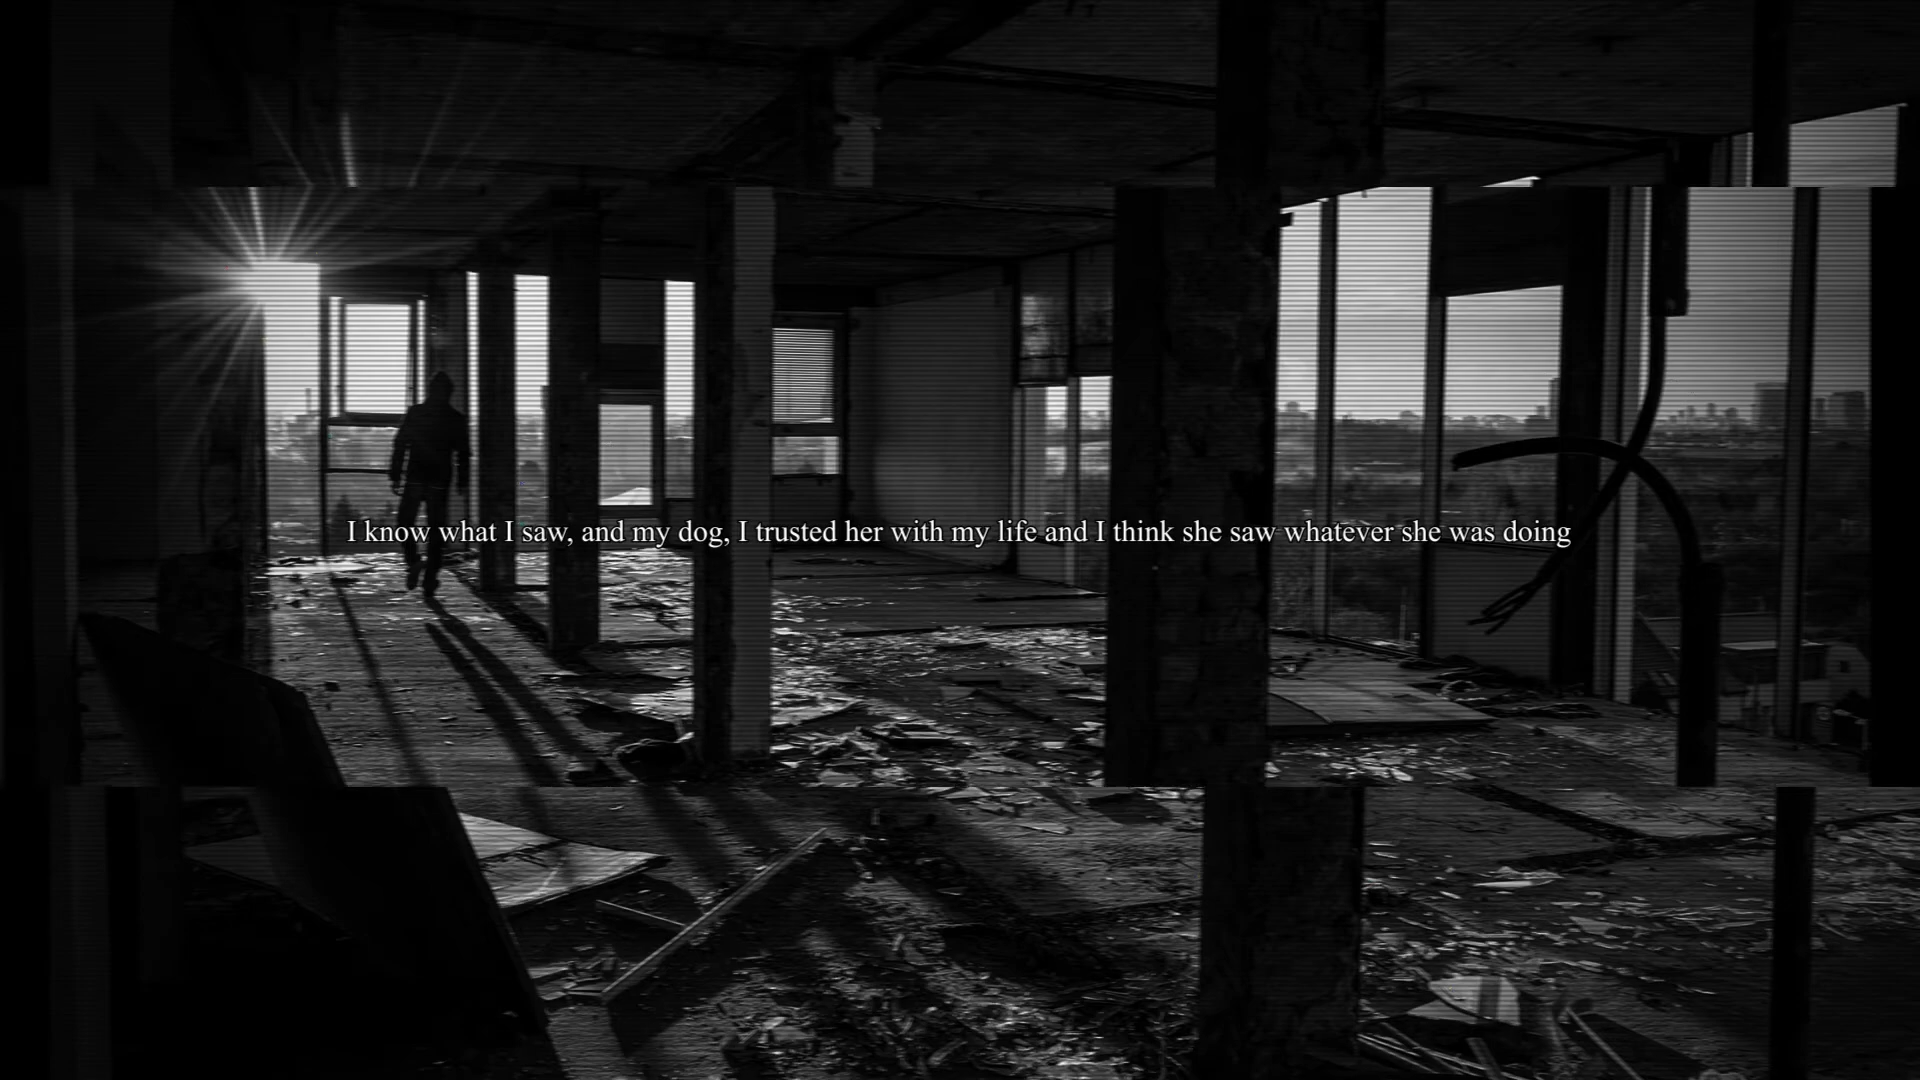 I know what I saw, and my dog, I trusted her with my life and I think she saw whatever she was doing